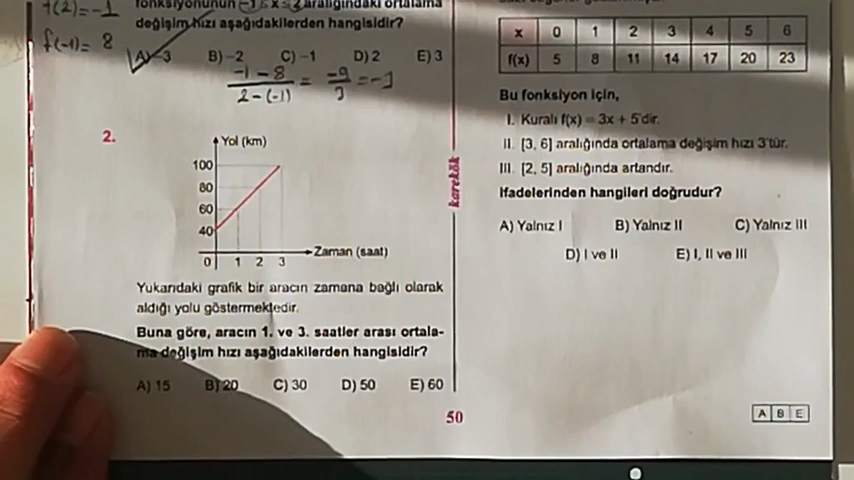 f(2)=-1
f(-1)= 8
fonksiyonunun -1 ≤ x ≤ 2 aralığındaki ortalama
değişim hızı aşağıdakilerden hangisidir?
A) -3 B) -2 C) -1 D) 2 E) 3
-1-8 / 2-(-1) = -9/3 = -3
2.
Yol (km)
100
80
60
40
0 1 2 3 Zaman (saat)
Yukarıdaki grafik bir aracın zamana bağlı olarak
aldığı yolu göstermektedir.
Buna göre, aracın 1. ve 3. saatler arası ortala-
ma değişim hızı aşağıdakilerden hangisidir?
A) 15 B) 20 C) 30 D) 50 E) 60
karekök
x 0 1 2 3 4 5 6
f(x) 5 8 11 14 17 20 23
Bu fonksiyon için,
I. Kuralı f(x) = 3x + 5'dir.
II. [3, 6] aralığında ortalama değişim hızı 3'tür.
III. [2, 5] aralığında artandır.
ifadelerinden hangileri doğrudur?
A) Yalnız I B) Yalnız II C) Yalnız III
D) I ve II E) I, II ve III
50
A B E